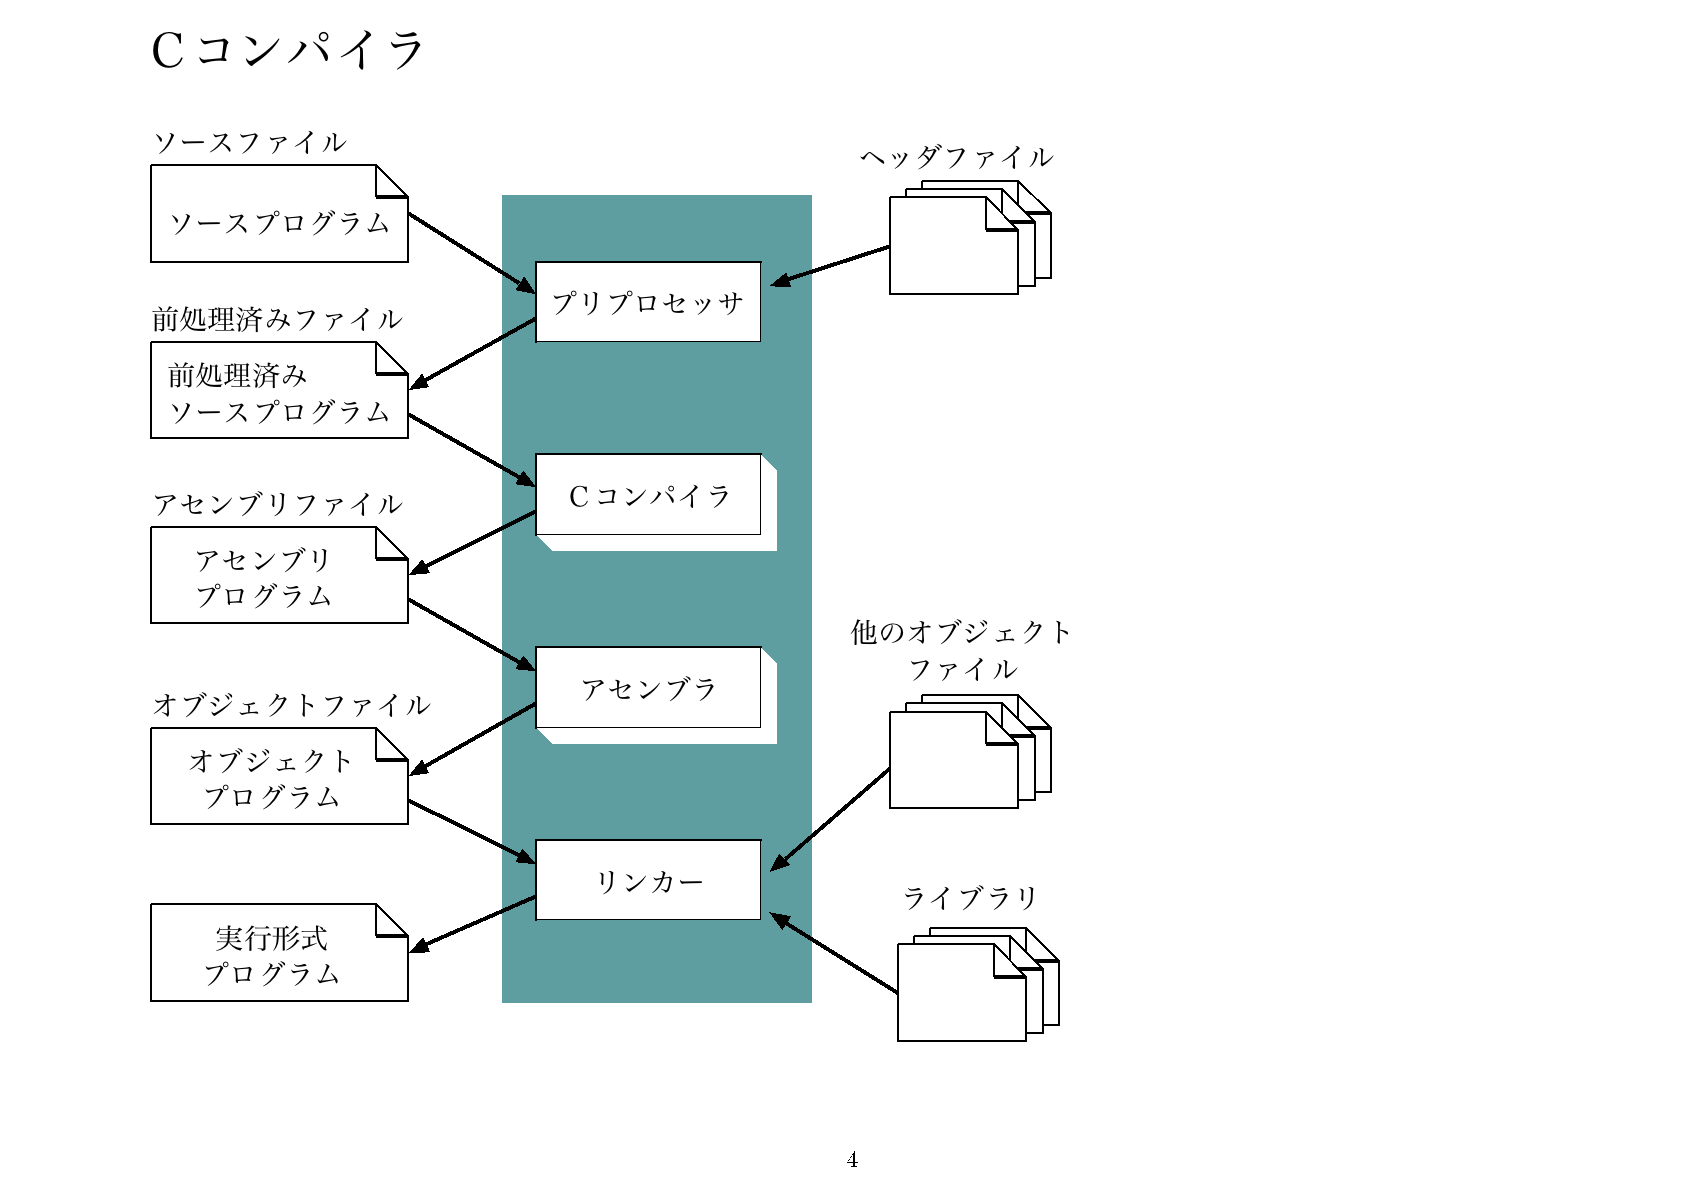 Cコンパイラ
ソースファイル
ソースプログラム
ヘッダファイル
プリプロセッサ
前処理済みファイル
前処理済み
ソースプログラム
Cコンパイラ
アセンブリファイル
アセンブリ
プログラム
アセンブラ
他のオブジェクト
ファイル
オブジェクトファイル
オブジェクト
プログラム
リンカー
ライブラリ
実行形式
プログラム
4